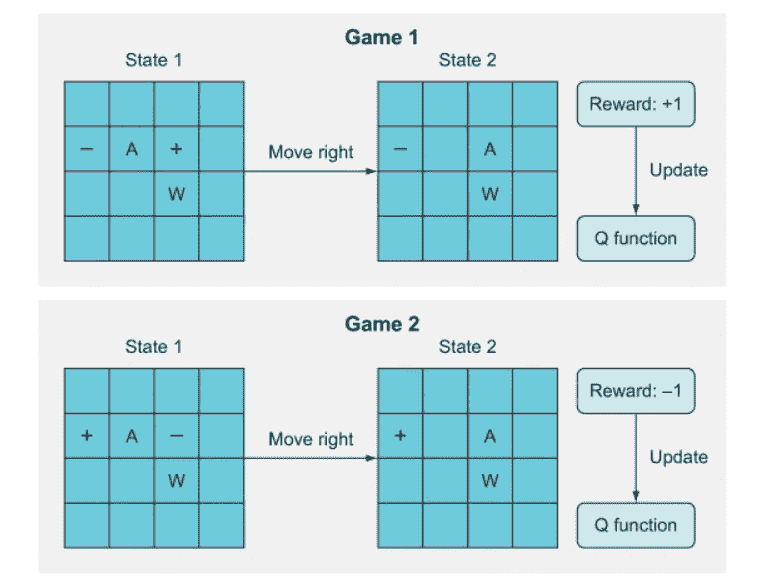 Game 1
State 1
State 2
Reward: +1
− A +
Move right
− A
Update
W
W
Q function
Game 2
State 1
State 2
Reward: −1
+ A −
Move right
+ A
Update
W
W
Q function